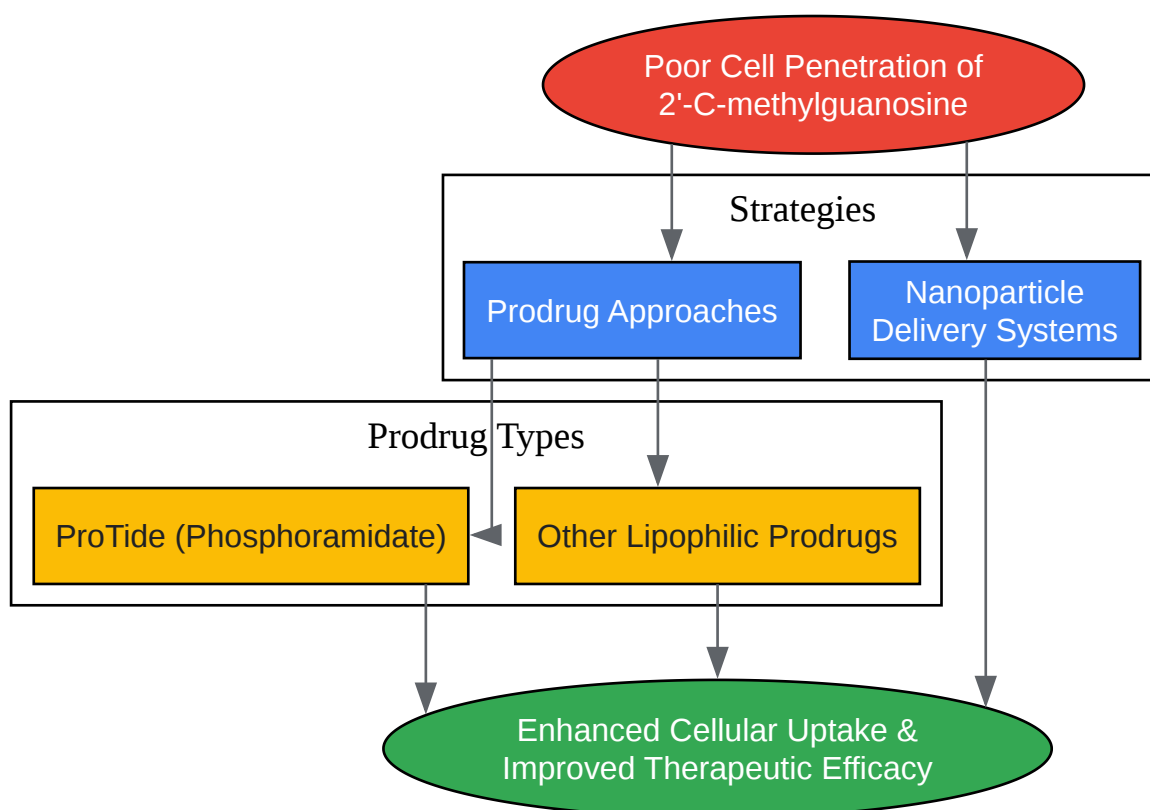 Poor Cell Penetration of
2'-C-methylguanosine
Strategies
Prodrug Approaches
Nanoparticle
Delivery Systems
Prodrug Types
ProTide (Phosphoramidate)
Other Lipophilic Prodrugs
Enhanced Cellular Uptake &
Improved Therapeutic Efficacy